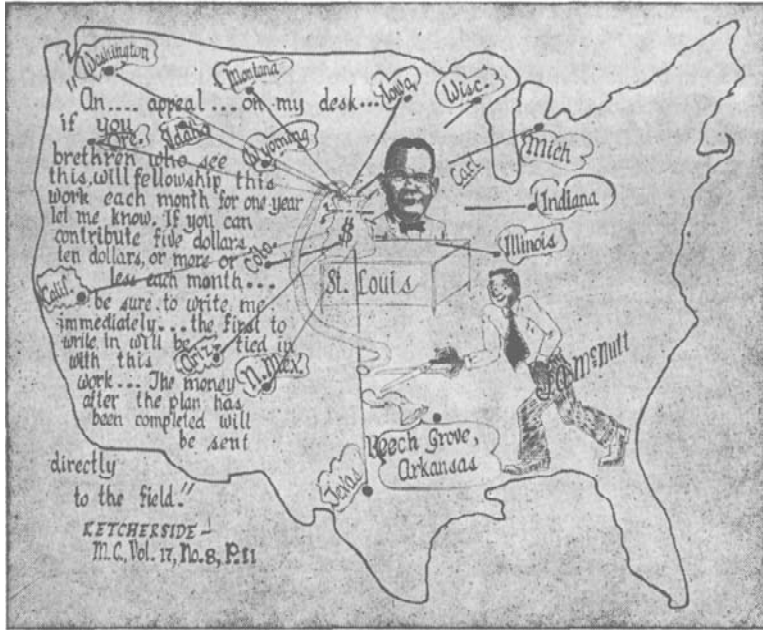 Washington
Montana
Iowa
Wisc.
"An.... appeal ... on my desk...
if you
Ore.
Idaho
Wyoming
Carl
Mich
brethren who see
this, will fellowship this
work each month for one year
let me know. If you can
contribute five dollars,
ten dollars, or more or
less each month...
be sure to write me
immediately... the first to
write in will be tied in
with this
work... The money
after the plan has
been completed will
be sent
directly
to the field."
KETCHERSIDE -
M.C., Vol. 17, No. 8, P. 11
Indiana
Illinois
$
Colo.
Calif.
St. Louis
Ariz.
N. Mex.
J.A. McNutt
Beech Grove,
Arkansas
Texas